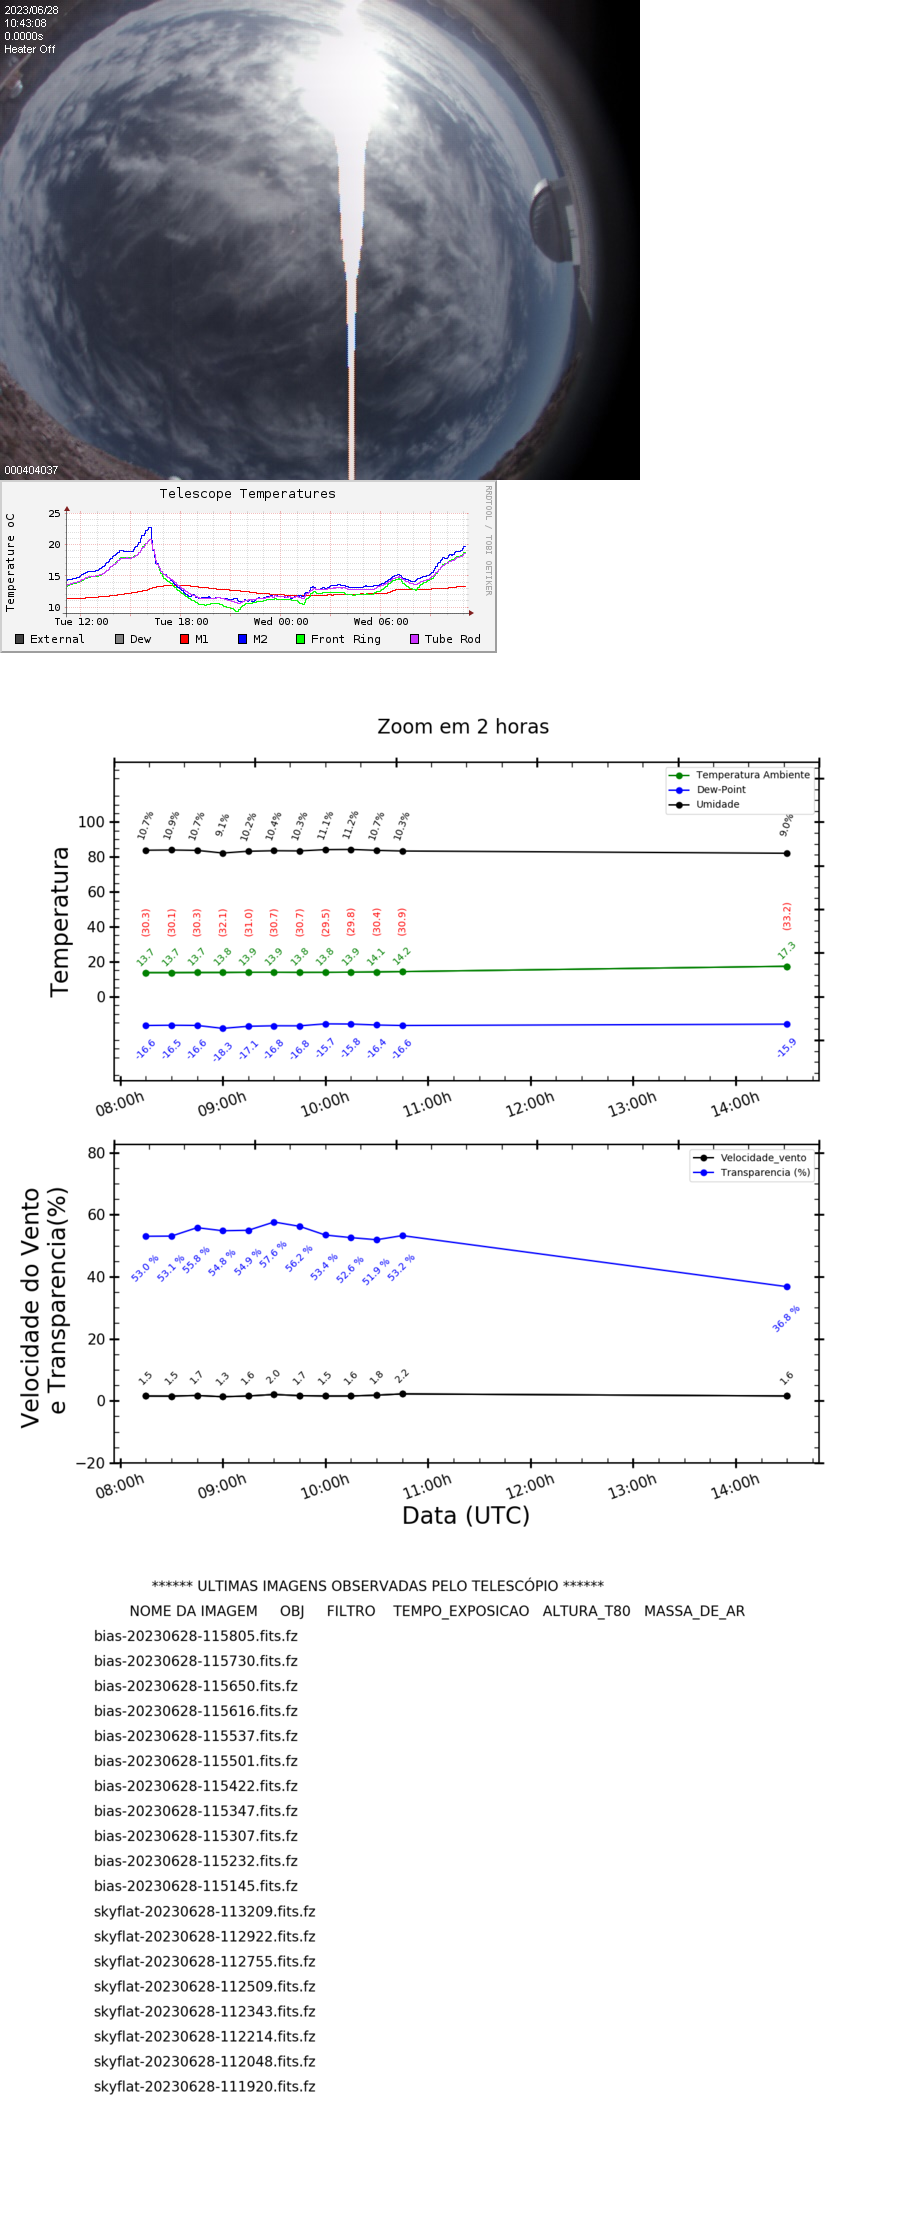 2023/06/28
10:43:08
0.0000s
Heater Off
000404037
Telescope Temperatures
RRDTOOL / TOBI OETIKER
Temperature oC
25
20
15
10
Tue 12:00 Tue 18:00 Wed 00:00 Wed 06:00
External Dew M1 M2 Front Ring Tube Rod
Zoom em 2 horas
Temperatura Ambiente
Dew-Point
Umidade
Temperatura
100
80
60
40
20
0
10.7% 10.9% 10.7% 9.1% 10.2% 10.4% 10.3% 11.1% 11.2% 10.7% 10.3% 9.0%
(30.3) (30.1) (30.3) (32.1) (31.0) (30.7) (30.7) (29.5) (29.8) (30.4) (30.9) (33.2)
13.7 13.7 13.7 13.8 13.9 13.9 13.8 13.8 13.9 14.1 14.2 17.3
-16.6 -16.5 -16.6 -18.3 -17.1 -16.8 -16.8 -15.7 -15.8 -16.4 -16.6 -15.9
08:00h 09:00h 10:00h 11:00h 12:00h 13:00h 14:00h
Velocidade_vento
Transparencia (%)
Velocidade do Vento
e Transparencia(%)
80
60
40
20
0
−20
53.0 % 53.1 % 55.8 % 54.8 % 54.9 % 57.6 % 56.2 % 53.4 % 52.6 % 51.9 % 53.2 % 36.8 %
1.5 1.5 1.7 1.3 1.6 2.0 1.7 1.5 1.6 1.8 2.2 1.6
08:00h 09:00h 10:00h 11:00h 12:00h 13:00h 14:00h
Data (UTC)
****** ULTIMAS IMAGENS OBSERVADAS PELO TELESCÓPIO ******
NOME DA IMAGEM OBJ FILTRO TEMPO_EXPOSICAO ALTURA_T80 MASSA_DE_AR
bias-20230628-115805.fits.fz
bias-20230628-115730.fits.fz
bias-20230628-115650.fits.fz
bias-20230628-115616.fits.fz
bias-20230628-115537.fits.fz
bias-20230628-115501.fits.fz
bias-20230628-115422.fits.fz
bias-20230628-115347.fits.fz
bias-20230628-115307.fits.fz
bias-20230628-115232.fits.fz
bias-20230628-115145.fits.fz
skyflat-20230628-113209.fits.fz
skyflat-20230628-112922.fits.fz
skyflat-20230628-112755.fits.fz
skyflat-20230628-112509.fits.fz
skyflat-20230628-112343.fits.fz
skyflat-20230628-112214.fits.fz
skyflat-20230628-112048.fits.fz
skyflat-20230628-111920.fits.fz